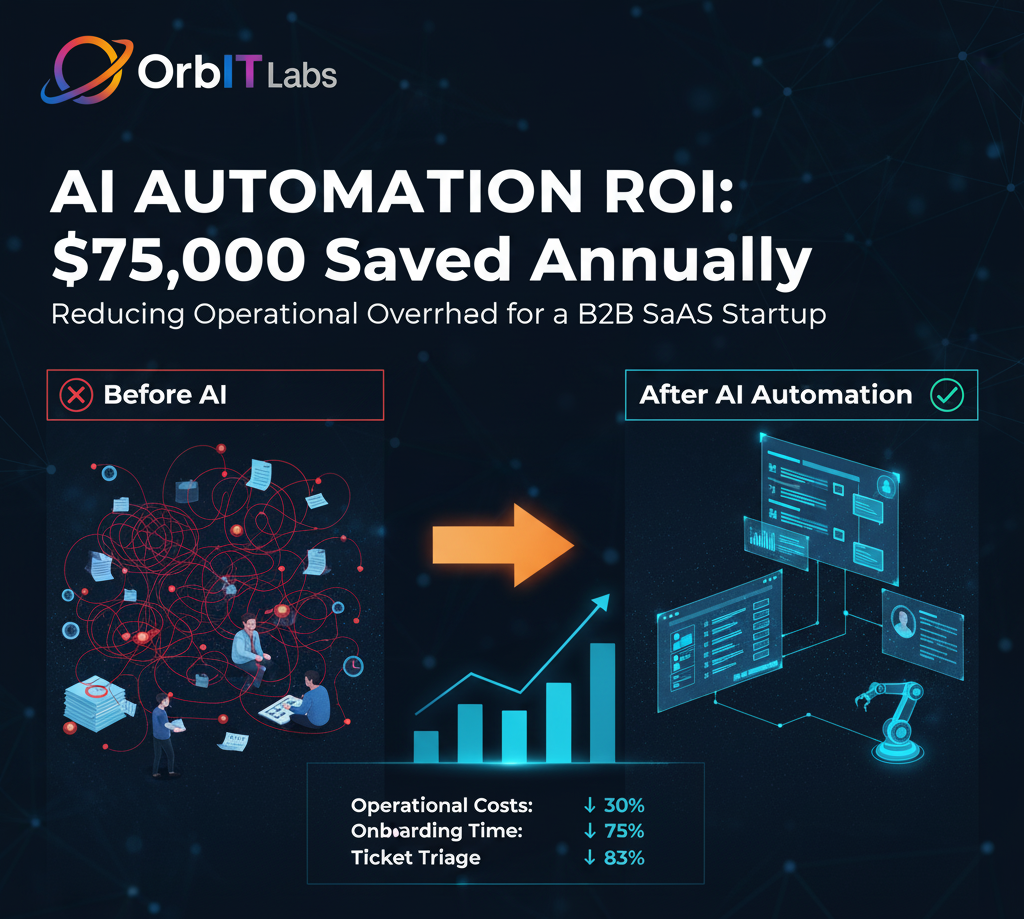 OrbIT Labs
AI AUTOMATION ROI:
$75,000 Saved Annually
Reducing Operational Overrhed for a B2B SaAS Startup
Before AI
After AI Automation
Operational Costs: ↓ 30%
Onboarding Time: ↓ 75%
Ticket Triage ↓ 83%